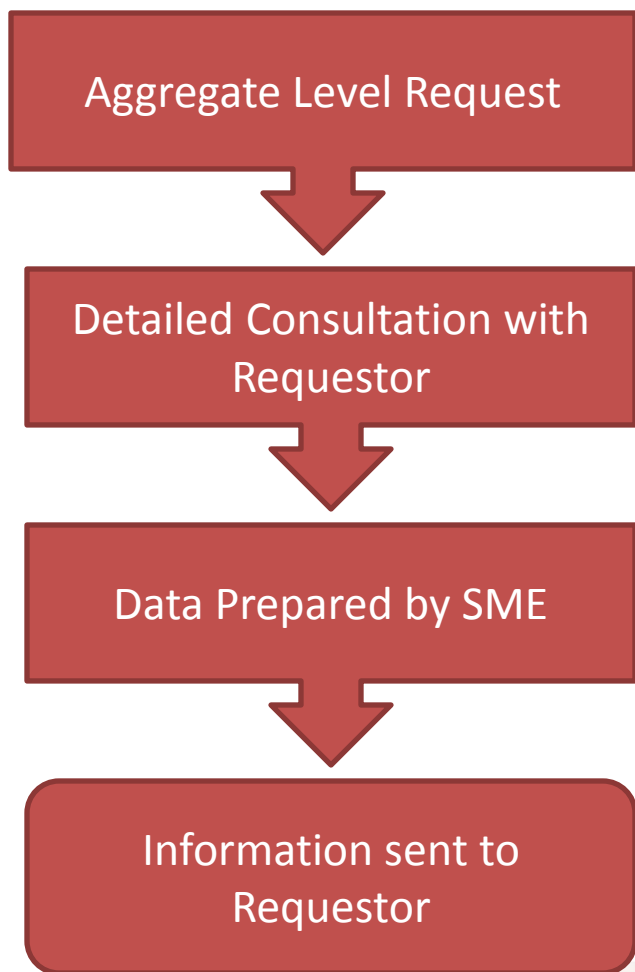 Aggregate Level Request
Detailed Consultation with
Requestor
Data Prepared by SME
Information sent to
Requestor